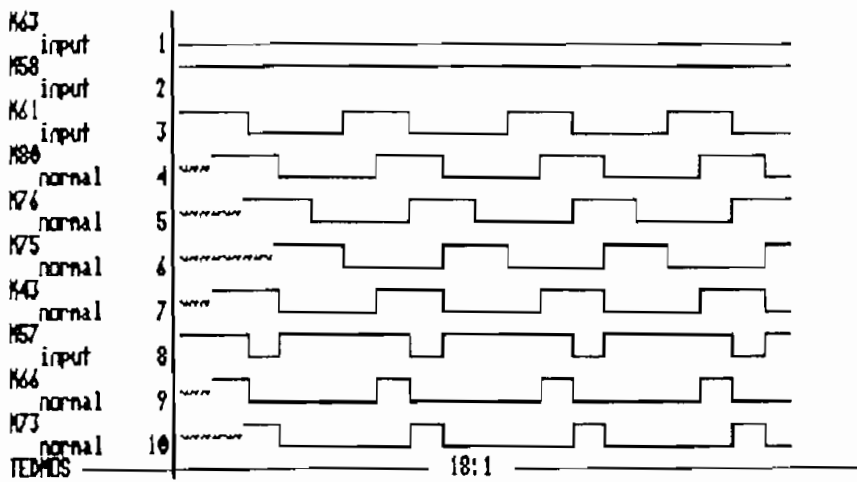 N63
input 1
N58
input 2
N61
input 3
N80
normal 4
N76
normal 5
N75
normal 6
N43
normal 7
N57
input 8
N66
normal 9
N73
normal 10
TEDMOS 18:1